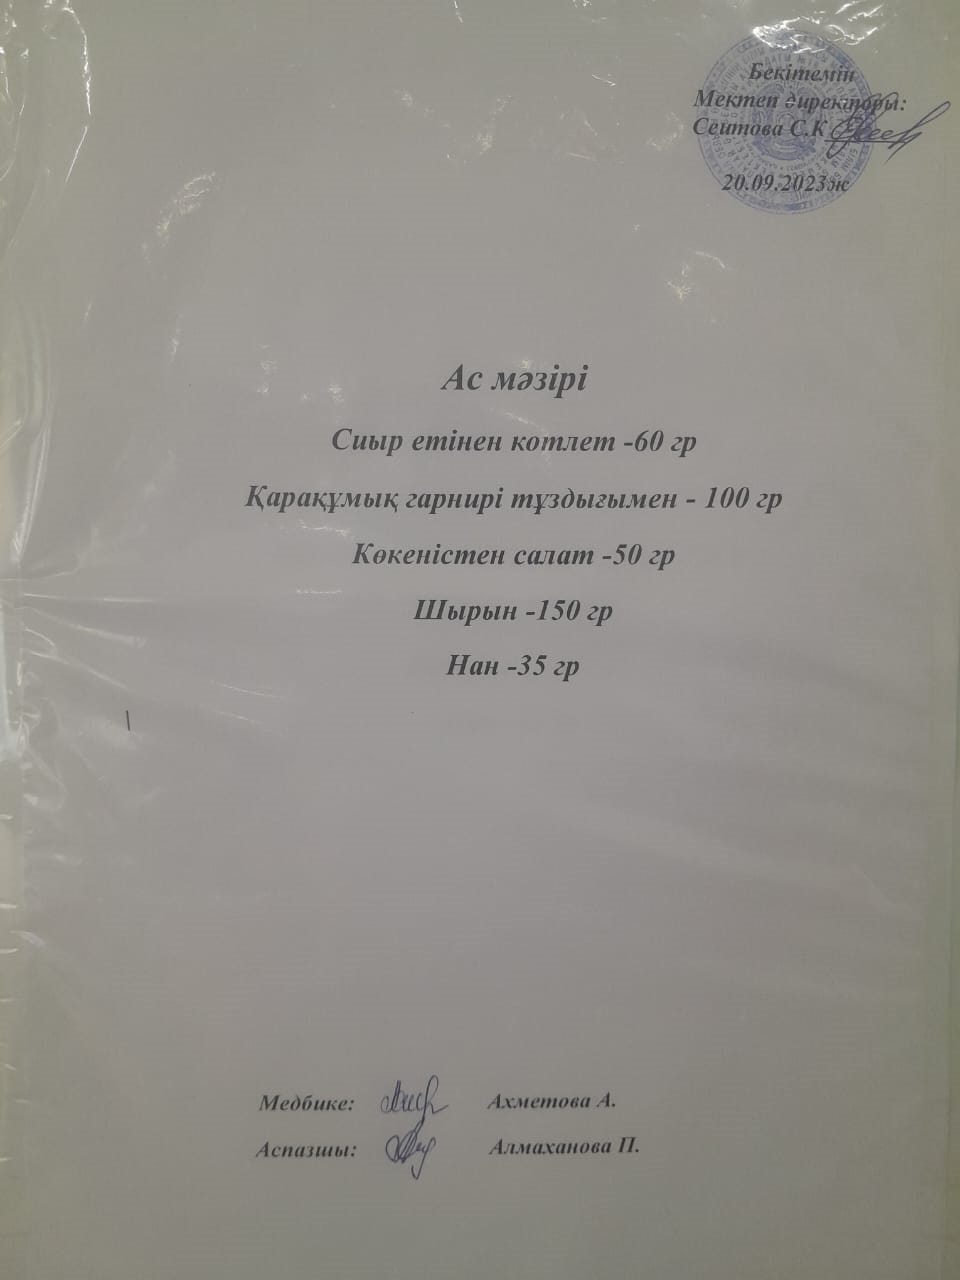 Бекітемін
Мектеп директоры:
Сеитова С.К
20.09.2023ж
Ас мәзірі
Сиыр етінен котлет -60 гр
Қарақұмық гарнирі тұздығымен - 100 гр
Көкеністен салат -50 гр
Шырын -150 гр
Нан -35 гр
Медбике: Ахметова А.
Аспазшы: Алмаханова П.